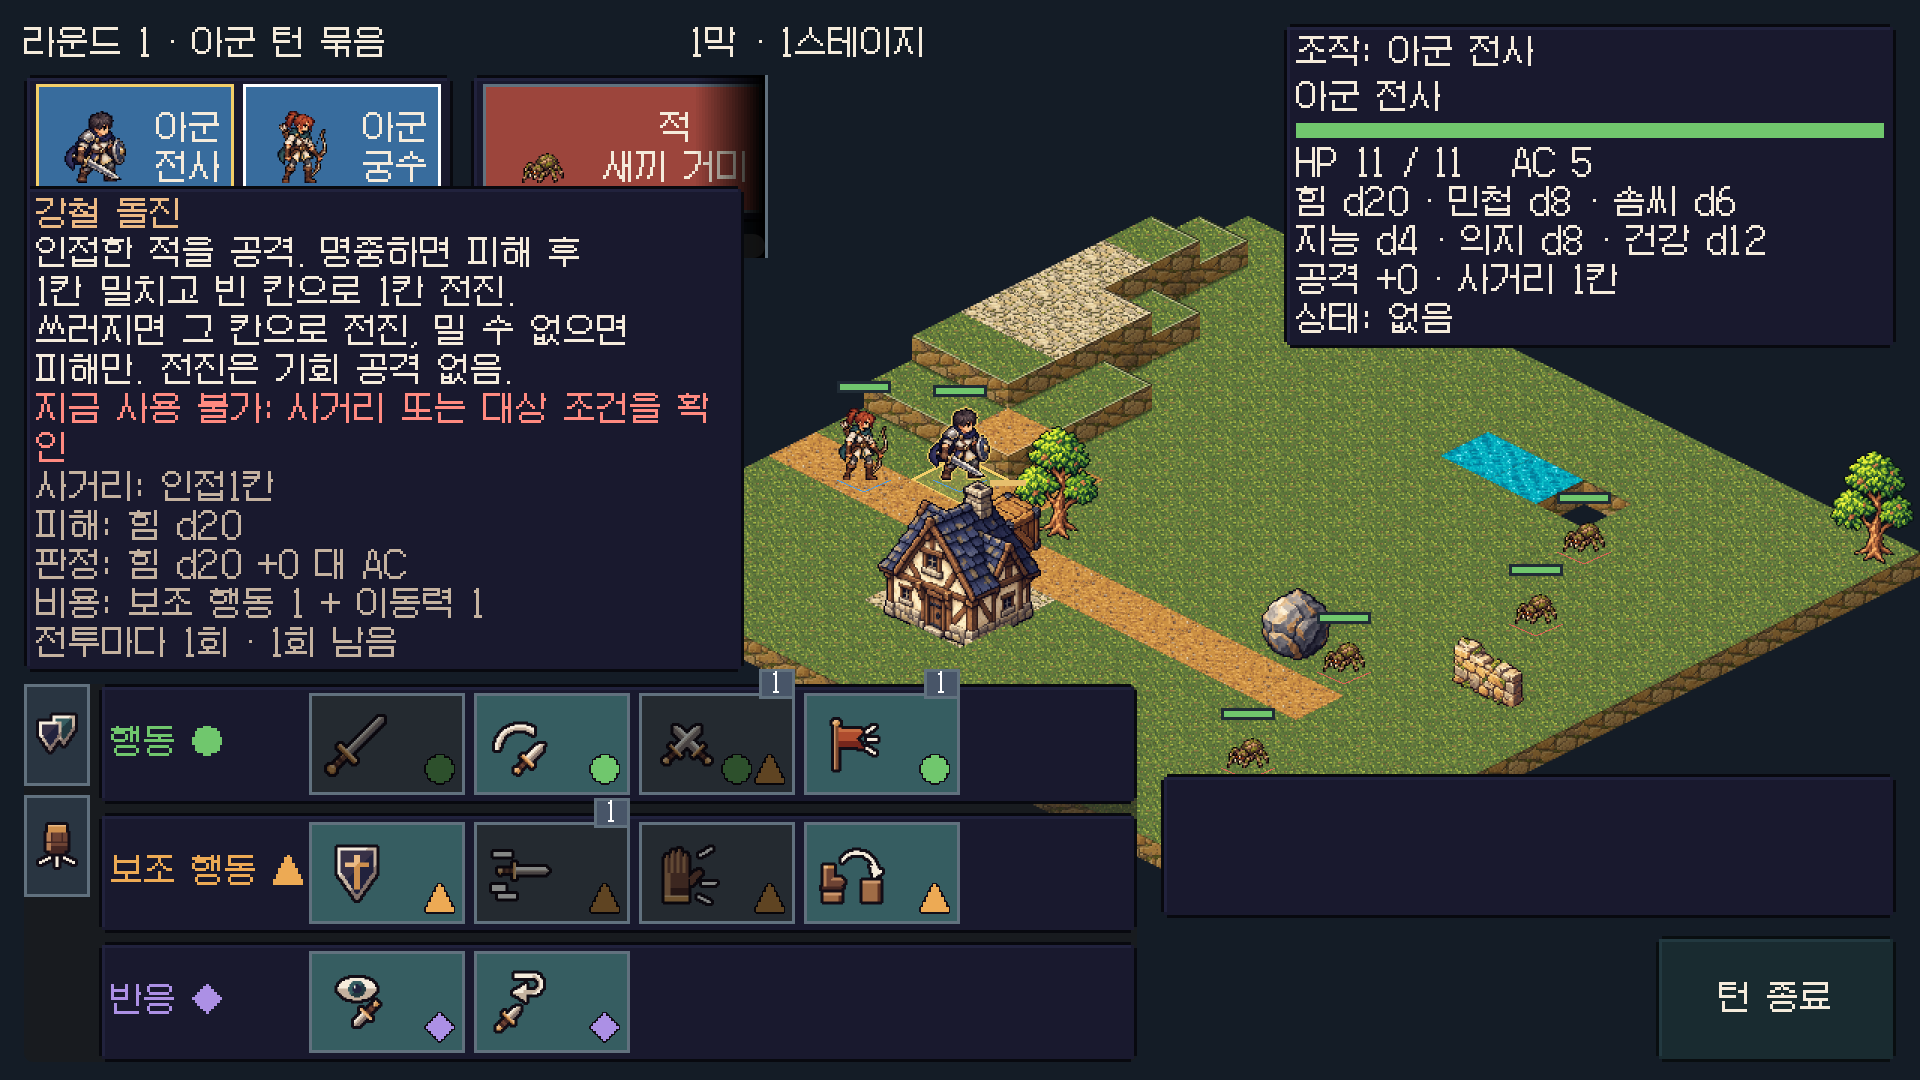 라운드 1 · 아군 턴 묶음
1막 · 1스테이지
아군
전사
아군
궁수
적
새끼 거미
조작: 아군 전사
아군 전사
HP 11 / 11 AC 5
힘 d20 · 민첩 d8 · 솜씨 d6
지능 d4 · 의지 d8 · 건강 d12
공격 +0 · 사거리 1칸
상태: 없음
강철 돌진
인접한 적을 공격. 명중하면 피해 후
1칸 밀치고 빈 칸으로 1칸 전진.
쓰러지면 그 칸으로 전진, 밀 수 없으면
피해만. 전진은 기회 공격 없음.
지금 사용 불가: 사거리 또는 대상 조건을 확
인
사거리: 인접1칸
피해: 힘 d20
판정: 힘 d20 +0 대 AC
비용: 보조 행동 1 + 이동력 1
전투마다 1회 · 1회 남음
1
1
행동
1
보조 행동
반응
턴 종료